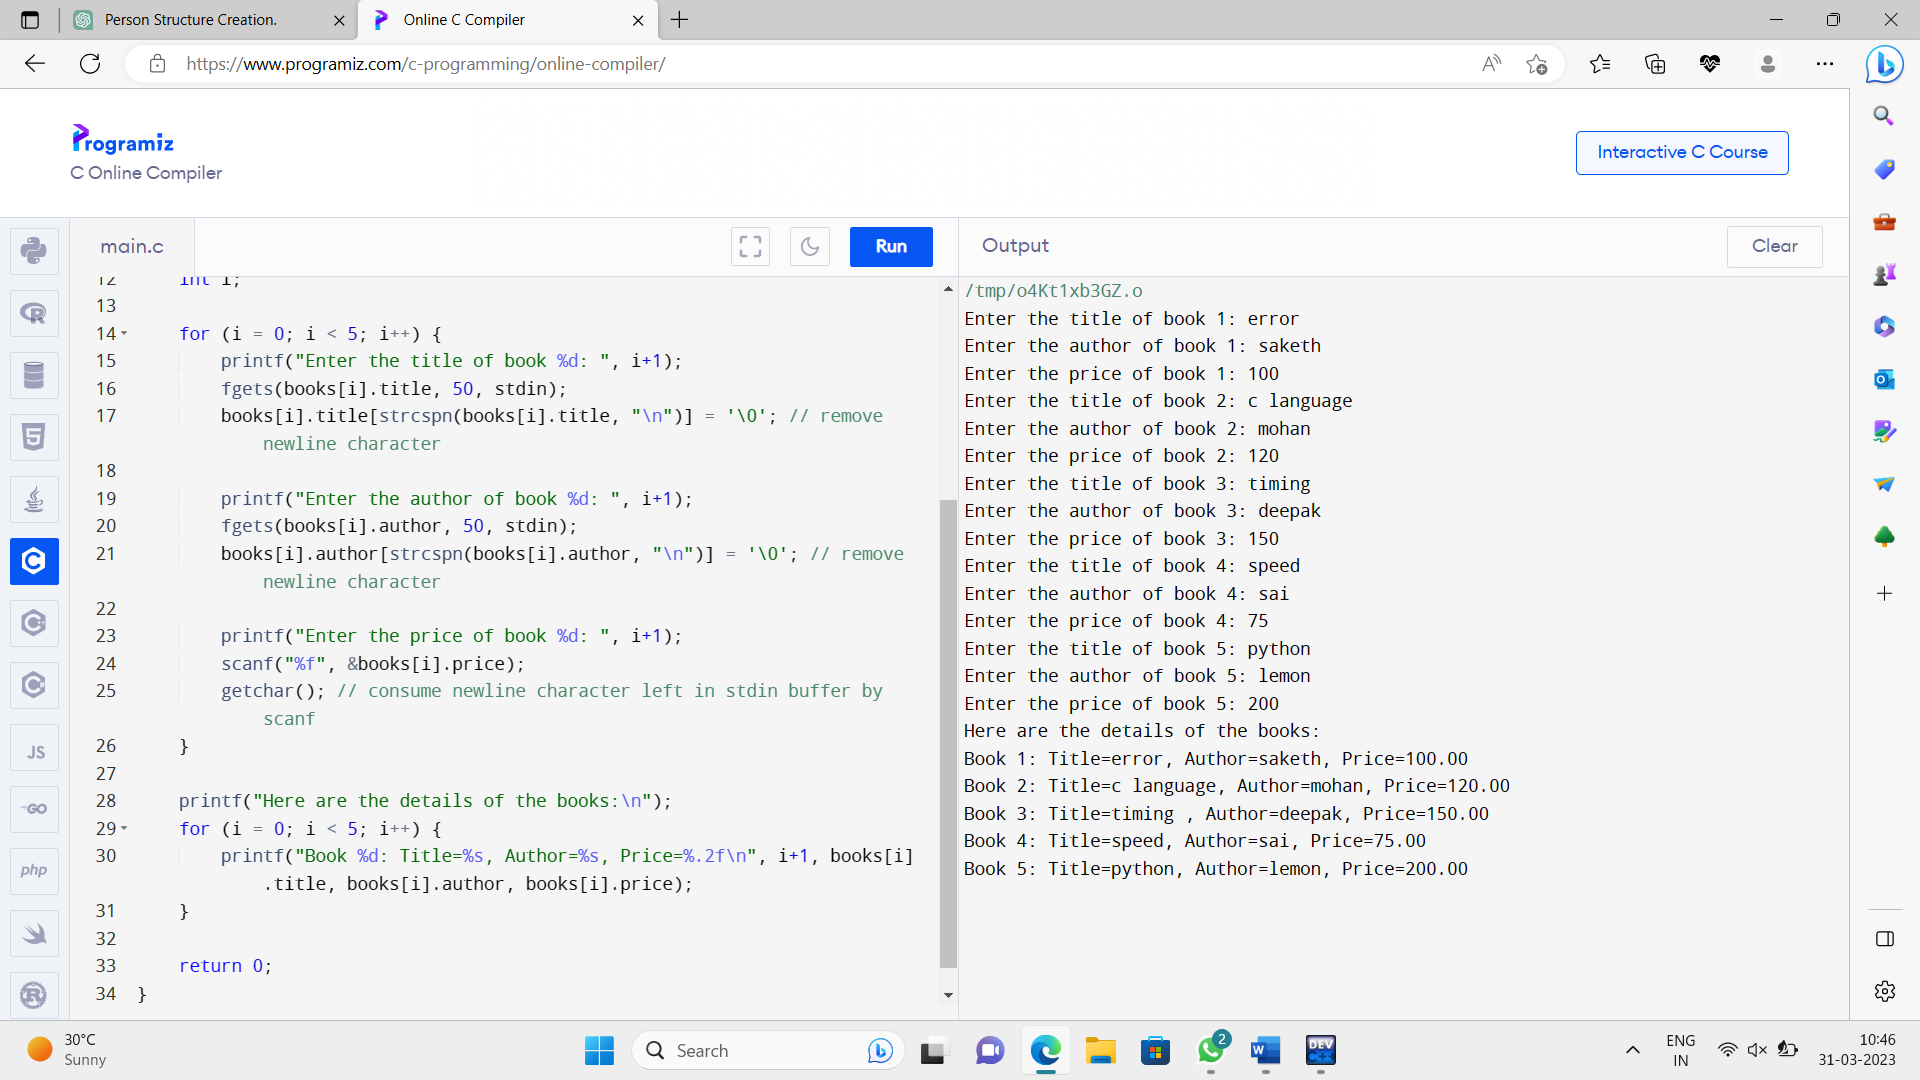 Person Structure Creation.
Online C Compiler
https://www.programiz.com/c-programming/online-compiler/
Programiz
C Online Compiler
Interactive C Course
main.c
Run
Output
Clear
12 int i;
13
14 for (i = 0; i < 5; i++) {
15 printf("Enter the title of book %d: ", i+1);
16 fgets(books[i].title, 50, stdin);
17 books[i].title[strcspn(books[i].title, "\n")] = '\0'; // remove
newline character
18
19 printf("Enter the author of book %d: ", i+1);
20 fgets(books[i].author, 50, stdin);
21 books[i].author[strcspn(books[i].author, "\n")] = '\0'; // remove
newline character
22
23 printf("Enter the price of book %d: ", i+1);
24 scanf("%f", &books[i].price);
25 getchar(); // consume newline character left in stdin buffer by
scanf
26 }
27
28 printf("Here are the details of the books:\n");
29 for (i = 0; i < 5; i++) {
30 printf("Book %d: Title=%s, Author=%s, Price=%.2f\n", i+1, books[i]
.title, books[i].author, books[i].price);
31 }
32
33 return 0;
34 }
/tmp/o4Kt1xb3GZ.o
Enter the title of book 1: error
Enter the author of book 1: saketh
Enter the price of book 1: 100
Enter the title of book 2: c language
Enter the author of book 2: mohan
Enter the price of book 2: 120
Enter the title of book 3: timing
Enter the author of book 3: deepak
Enter the price of book 3: 150
Enter the title of book 4: speed
Enter the author of book 4: sai
Enter the price of book 4: 75
Enter the title of book 5: python
Enter the author of book 5: lemon
Enter the price of book 5: 200
Here are the details of the books:
Book 1: Title=error, Author=saketh, Price=100.00
Book 2: Title=c language, Author=mohan, Price=120.00
Book 3: Title=timing , Author=deepak, Price=150.00
Book 4: Title=speed, Author=sai, Price=75.00
Book 5: Title=python, Author=lemon, Price=200.00
JS
GO
php
30°C
Sunny
Search
2
DEV
ENG
IN
10:46
31-03-2023